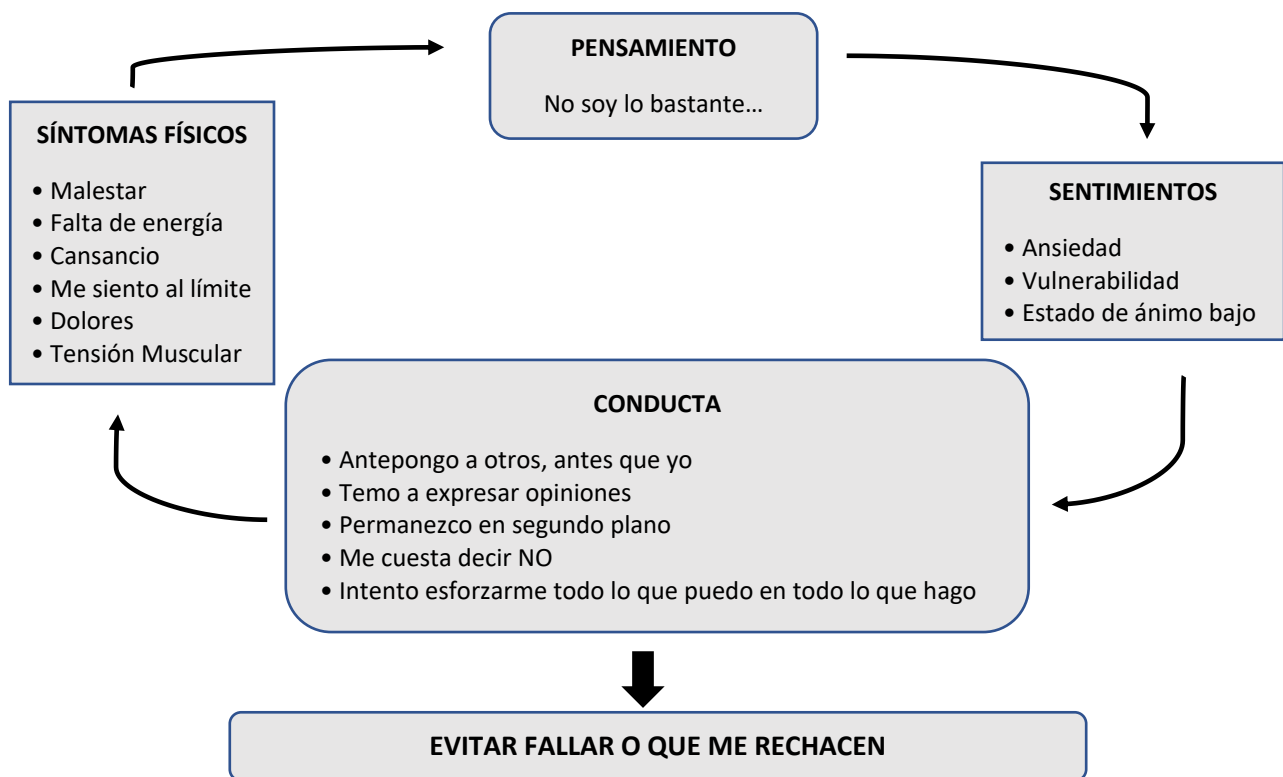 PENSAMIENTO
No soy lo bastante...
SÍNTOMAS FÍSICOS
• Malestar
• Falta de energía
• Cansancio
• Me siento al límite
• Dolores
• Tensión Muscular
SENTIMIENTOS
• Ansiedad
• Vulnerabilidad
• Estado de ánimo bajo
CONDUCTA
• Antepongo a otros, antes que yo
• Temo a expresar opiniones
• Permanezco en segundo plano
• Me cuesta decir NO
• Intento esforzarme todo lo que puedo en todo lo que hago
EVITAR FALLAR O QUE ME RECHACEN